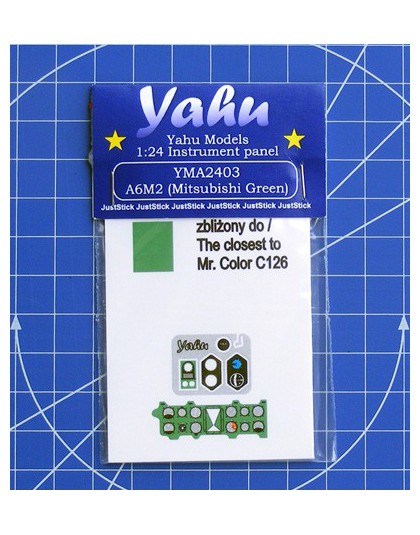 Yahu
Yahu Models
1:24 Instrument panel
YMA2403
A6M2 (Mitsubishi Green)
JustStick JustStick JustStick JustStick JustStick JustStick JustStick
zbliżony do /
The closest to
Mr. Color C126
Yahu